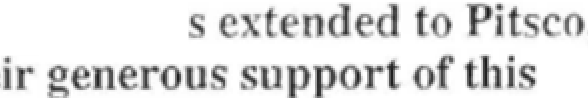 s extended to Pitsco
ir generous support of this